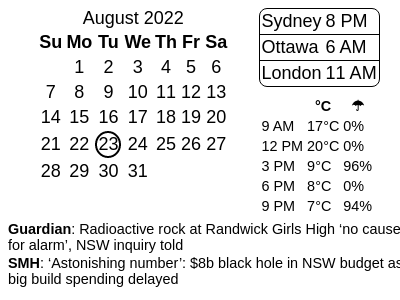 August 2022
Su Mo Tu We Th Fr Sa
1 2 3 4 5 6
7 8 9 10 11 12 13
14 15 16 17 18 19 20
21 22 23 24 25 26 27
28 29 30 31
Sydney 8 PM
Ottawa 6 AM
London 11 AM
°C ☂
9 AM 17°C 0%
12 PM 20°C 0%
3 PM 9°C 96%
6 PM 8°C 0%
9 PM 7°C 94%
Guardian: Radioactive rock at Randwick Girls High ‘no cause
for alarm’, NSW inquiry told
SMH: ‘Astonishing number’: $8b black hole in NSW budget as
big build spending delayed